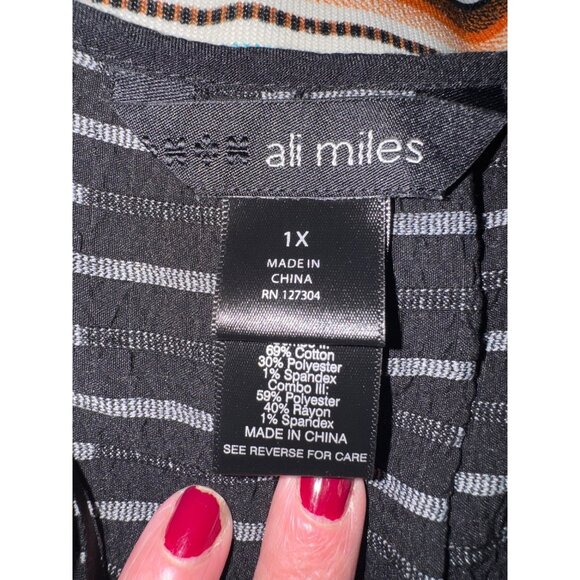 ali miles
1X
MADE IN
CHINA
RN 127304
69% Cotton
30% Polyester
1% Spandex
Combo III:
59% Polyester
40% Rayon
1% Spandex
MADE IN CHINA
SEE REVERSE FOR CARE